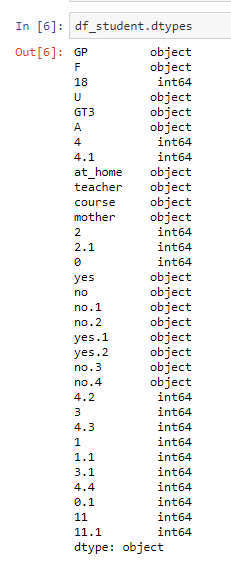 In [6]: df_student.dtypes
Out[6]: GP object
F object
18 int64
U object
GT3 object
A object
4 int64
4.1 int64
at_home object
teacher object
course object
mother object
2 int64
2.1 int64
0 int64
yes object
no object
no.1 object
no.2 object
yes.1 object
yes.2 object
no.3 object
no.4 object
4.2 int64
3 int64
4.3 int64
1 int64
1.1 int64
3.1 int64
4.4 int64
0.1 int64
11 int64
11.1 int64
dtype: object